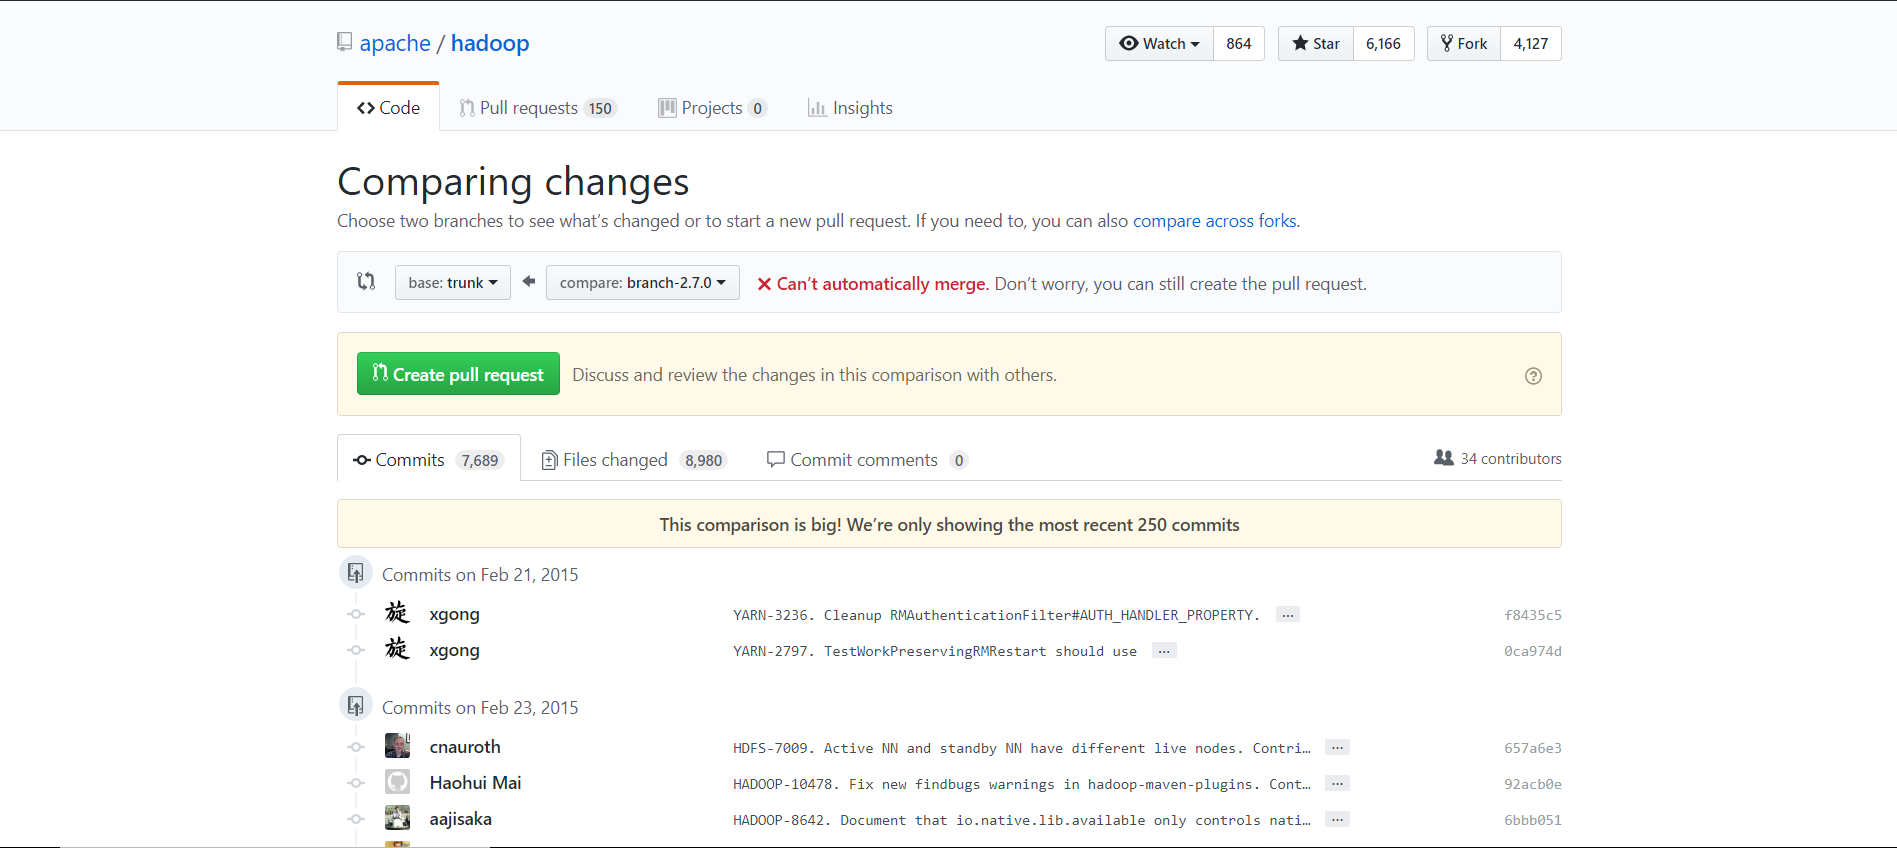 apache / hadoop
Watch 864 Star 6,166 Fork 4,127
Code Pull requests 150 Projects 0 Insights
Comparing changes
Choose two branches to see what's changed or to start a new pull request. If you need to, you can also compare across forks.
base: trunk compare: branch-2.7.0 Can't automatically merge. Don't worry, you can still create the pull request.
Create pull request Discuss and review the changes in this comparison with others.
Commits 7,689 Files changed 8,980 Commit comments 0 34 contributors
This comparison is big! We're only showing the most recent 250 commits
Commits on Feb 21, 2015
旋 xgong YARN-3236. Cleanup RMAuthenticationFilter#AUTH_HANDLER_PROPERTY. … f8435c5
旋 xgong YARN-2797. TestWorkPreservingRMRestart should use … 0ca974d
Commits on Feb 23, 2015
cnauroth HDFS-7009. Active NN and standby NN have different live nodes. Contri… … 657a6e3
Haohui Mai HADOOP-10478. Fix new findbugs warnings in hadoop-maven-plugins. Cont… … 92acb0e
aajisaka HADOOP-8642. Document that io.native.lib.available only controls nati… … 6bbb051